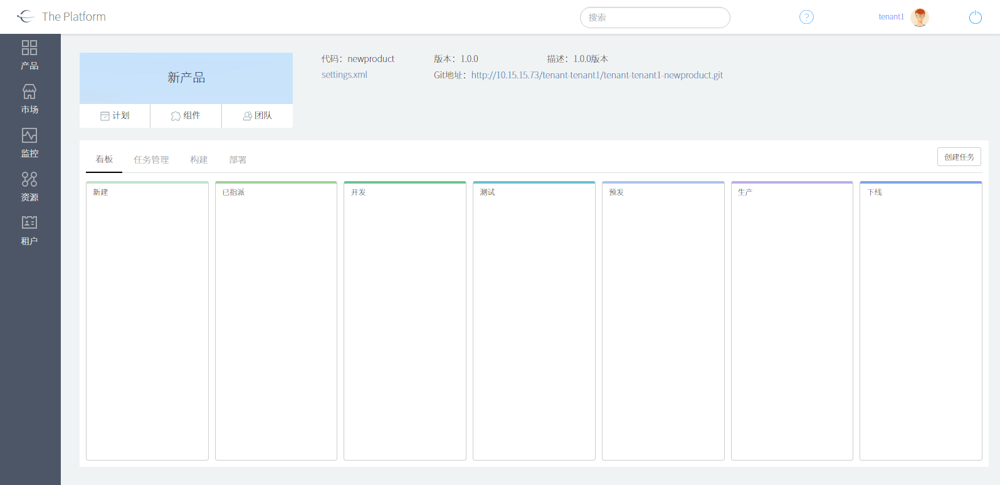 The Platform
搜索
?
tenant1
产品
市场
监控
资源
租户
新产品
计划
组件
团队
代码：newproduct
版本：1.0.0
描述：1.0.0版本
settings.xml
Git地址：http://10.15.15.73/tenant-tenant1/tenant-tenant1-newproduct.git
看板
任务管理
构建
部署
创建任务
新建
已指派
开发
测试
预发
生产
下线